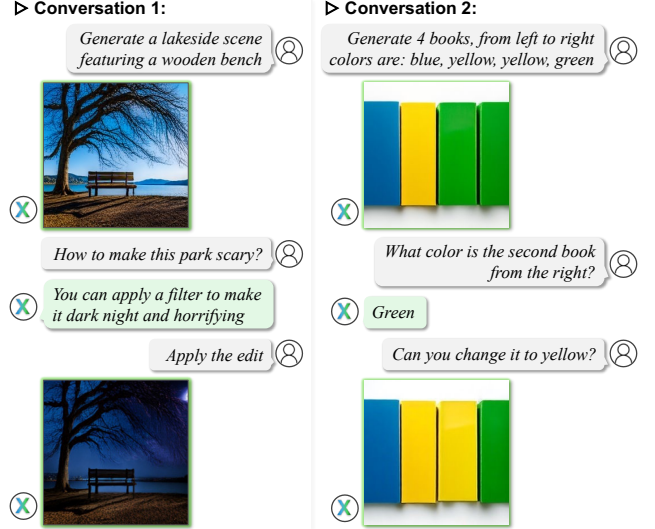 ▷ Conversation 1:
Generate a lakeside scene
featuring a wooden bench
How to make this park scary?
You can apply a filter to make
it dark night and horrifying
Apply the edit
▷ Conversation 2:
Generate 4 books, from left to right
colors are: blue, yellow, yellow, green
What color is the second book
from the right?
Green
Can you change it to yellow?